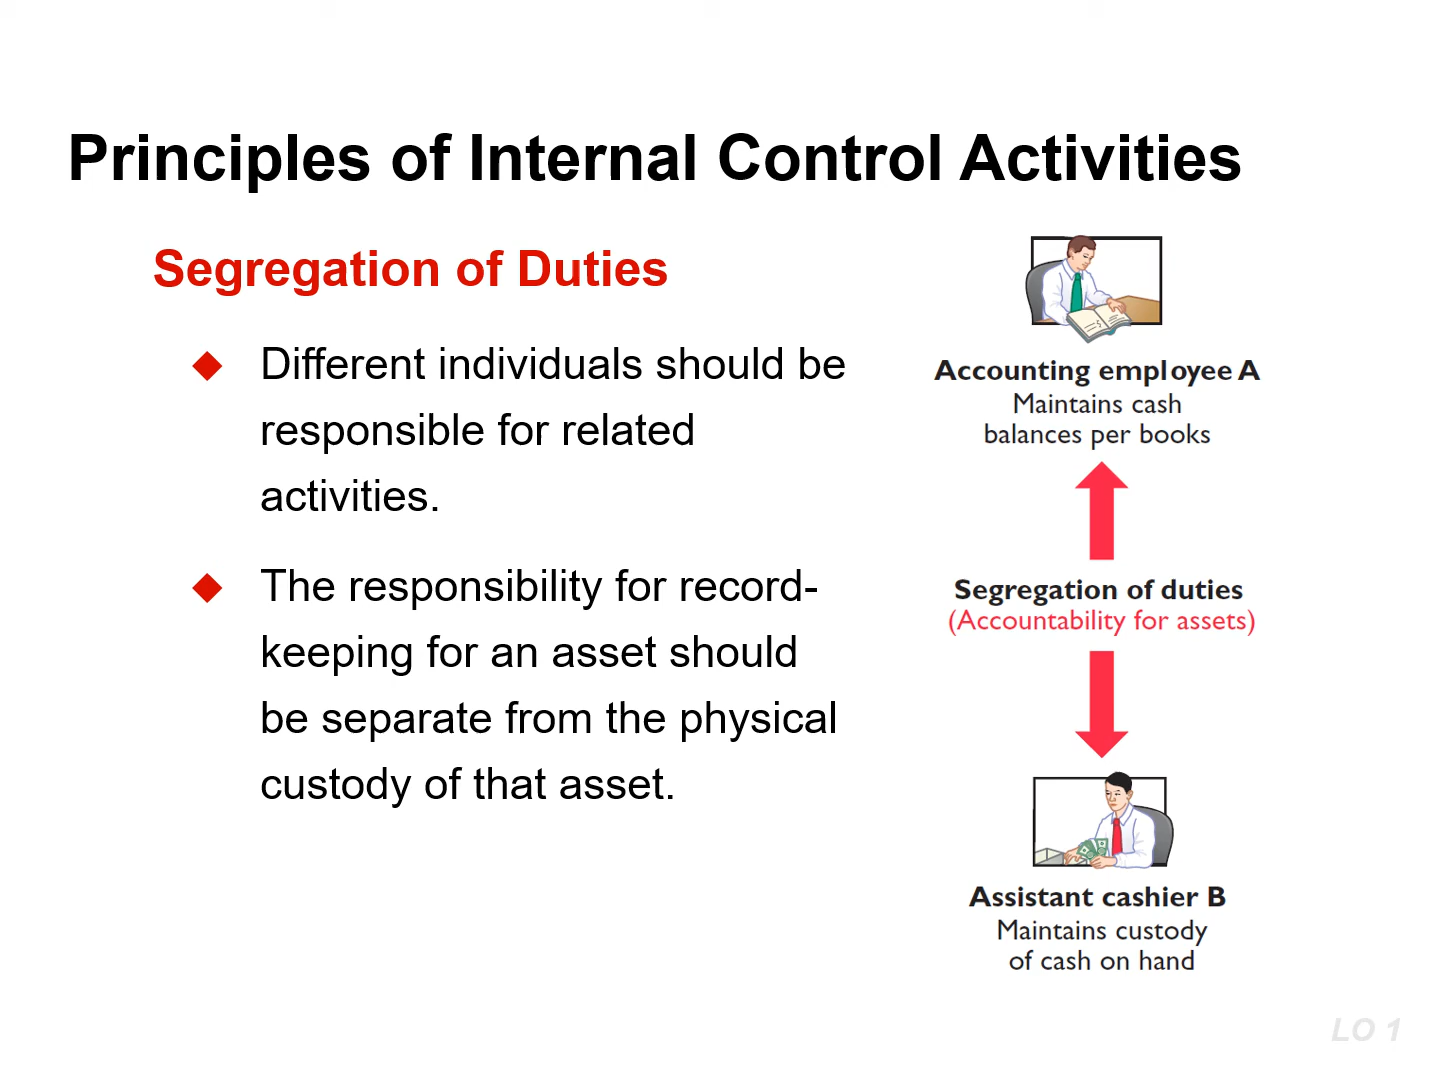 Principles of Internal Control Activities
Segregation of Duties
Different individuals should be
responsible for related
activities.
The responsibility for record-
keeping for an asset should
be separate from the physical
custody of that asset.
Accounting employee A
Maintains cash
balances per books
Segregation of duties
(Accountability for assets)
Assistant cashier B
Maintains custody
of cash on hand
LO 1